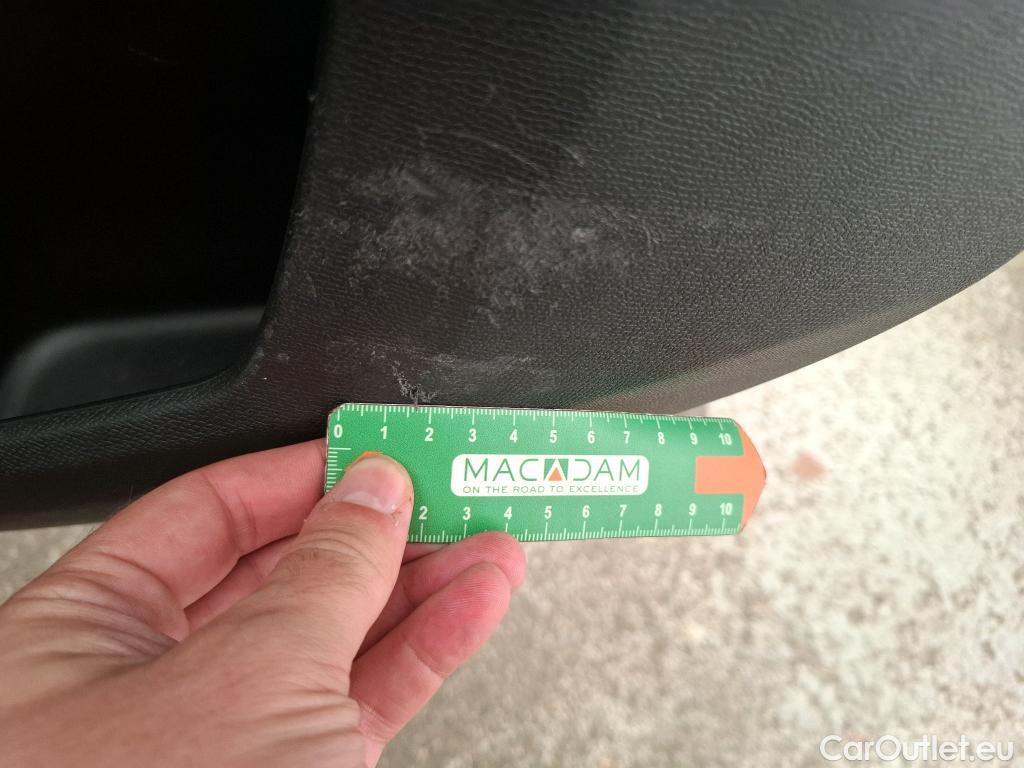 0 1 2 3 4 5 6 7 8 9 10
MACADAM
ON THE ROAD TO EXCELLENCE
2 3 4 5 6 7 8 9 10
CarOutlet.eu